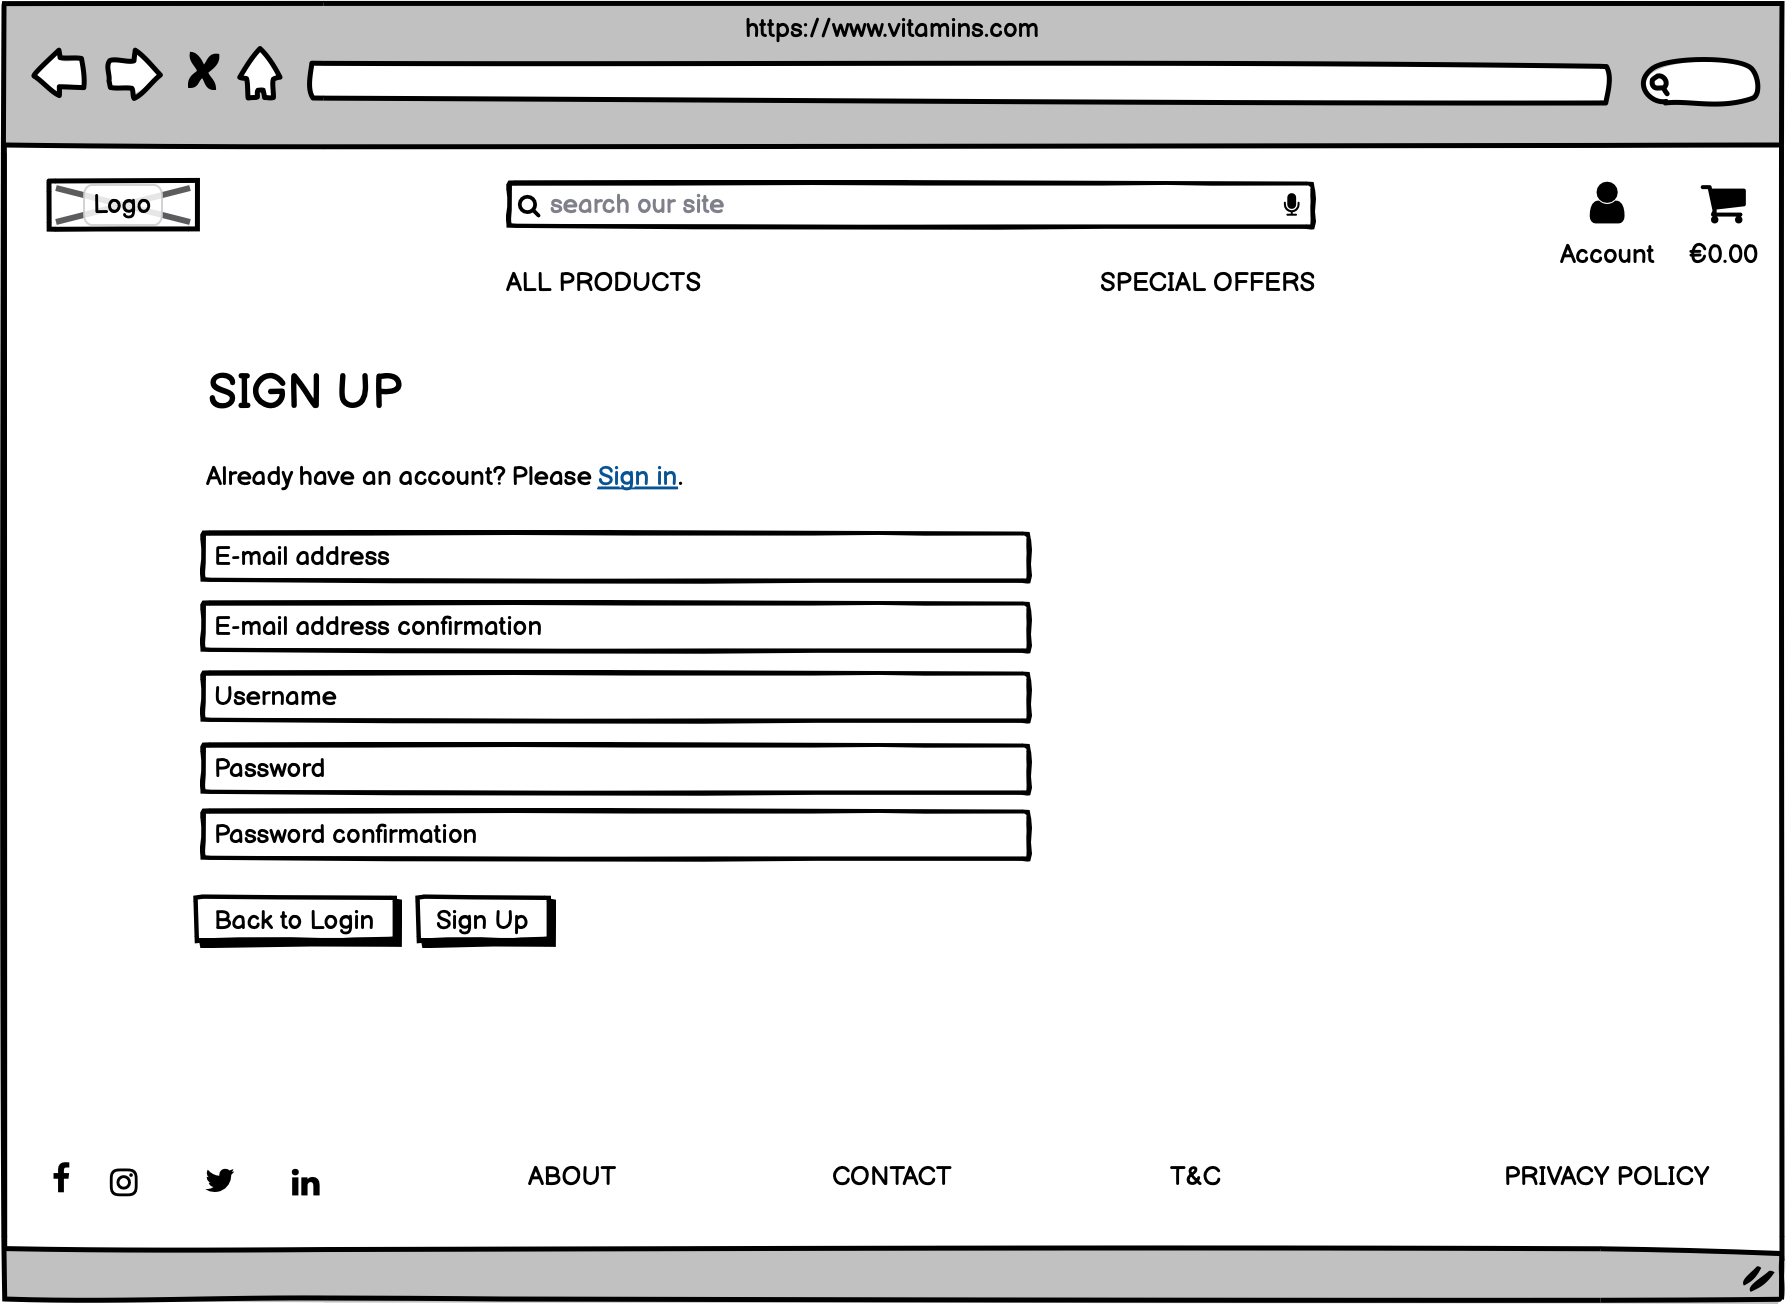 https://www.vitamins.com
Logo
search our site
Account
€0.00
ALL PRODUCTS
SPECIAL OFFERS
SIGN UP
Already have an account? Please Sign in.
E-mail address
E-mail address confirmation
Username
Password
Password confirmation
Back to Login
Sign Up
ABOUT
CONTACT
T&C
PRIVACY POLICY